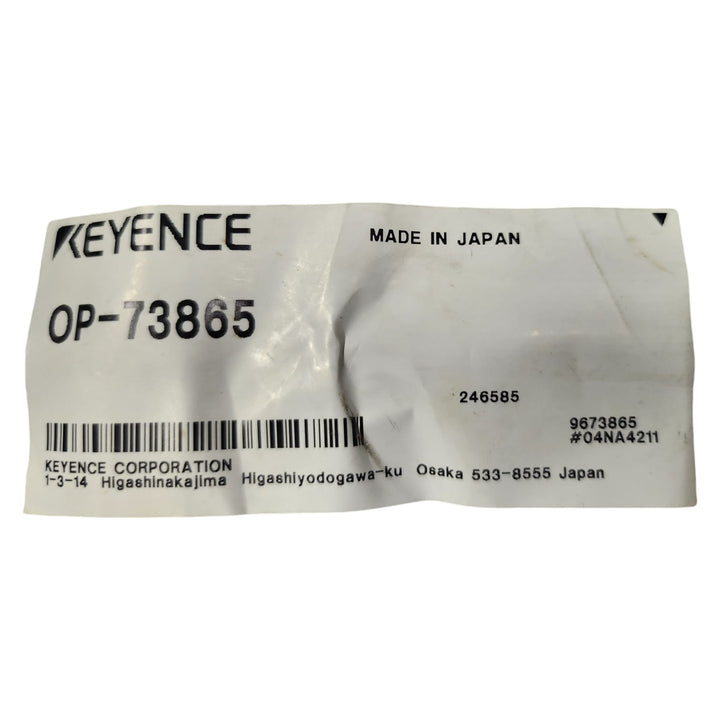 KEYENCE
MADE IN JAPAN
OP-73865
246585
9673865
#04NA4211
KEYENCE CORPORATION
1-3-14 Higashinakajima Higashiyodogawa-ku Osaka 533-8555 Japan